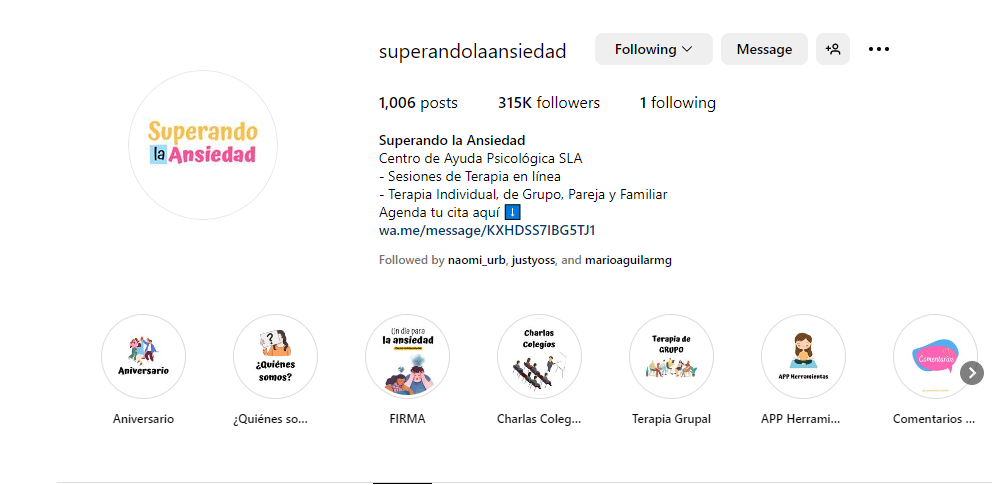 superandolaansiedad
Following
Message
1,006 posts
315K followers
1 following
Superando
la Ansiedad
Superando la Ansiedad
Centro de Ayuda Psicológica SLA
- Sesiones de Terapia en línea
- Terapia Individual, de Grupo, Pareja y Familiar
Agenda tu cita aquí ⬇
wa.me/message/KXHDSS7IBG5TJ1
Followed by naomi_urb, justyoss, and marioaguilarmg
Aniversario
¿Quiénes
somos?
Un día para
la ansiedad
Charlas
Colegios
Terapia de
GRUPO
APP Herramientas
Comentarios
Aniversario
¿Quiénes so...
FIRMA
Charlas Coleg...
Terapia Grupal
APP Herrami...
Comentarios ...